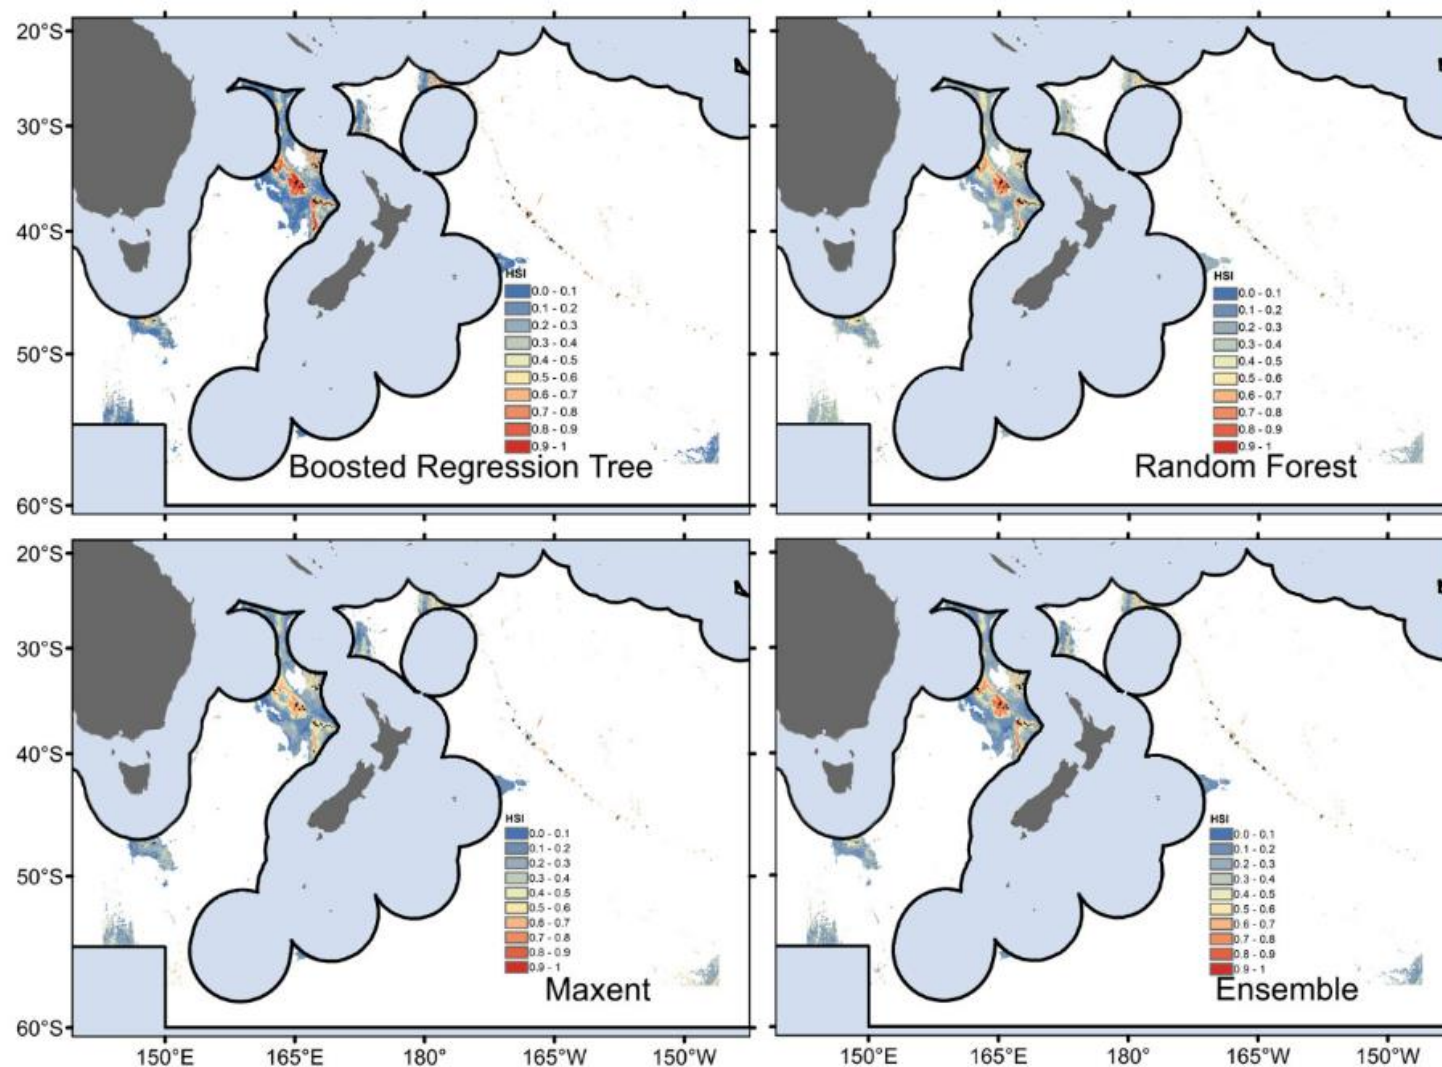 20°S
30°S
40°S
50°S
60°S
HSI
0.0 - 0.1
0.1 - 0.2
0.2 - 0.3
0.3 - 0.4
0.4 - 0.5
0.5 - 0.6
0.6 - 0.7
0.7 - 0.8
0.8 - 0.9
0.9 - 1
Boosted Regression Tree
HSI
0.0 - 0.1
0.1 - 0.2
0.2 - 0.3
0.3 - 0.4
0.4 - 0.5
0.5 - 0.6
0.6 - 0.7
0.7 - 0.8
0.8 - 0.9
0.9 - 1
Random Forest
20°S
30°S
40°S
50°S
60°S
HSI
0.0 - 0.1
0.1 - 0.2
0.2 - 0.3
0.3 - 0.4
0.4 - 0.5
0.5 - 0.6
0.6 - 0.7
0.7 - 0.8
0.8 - 0.9
0.9 - 1
Maxent
HSI
0.0 - 0.1
0.1 - 0.2
0.2 - 0.3
0.3 - 0.4
0.4 - 0.5
0.5 - 0.6
0.6 - 0.7
0.7 - 0.8
0.8 - 0.9
0.9 - 1
Ensemble
150°E 165°E 180° 165°W 150°W
150°E 165°E 180° 165°W 150°W